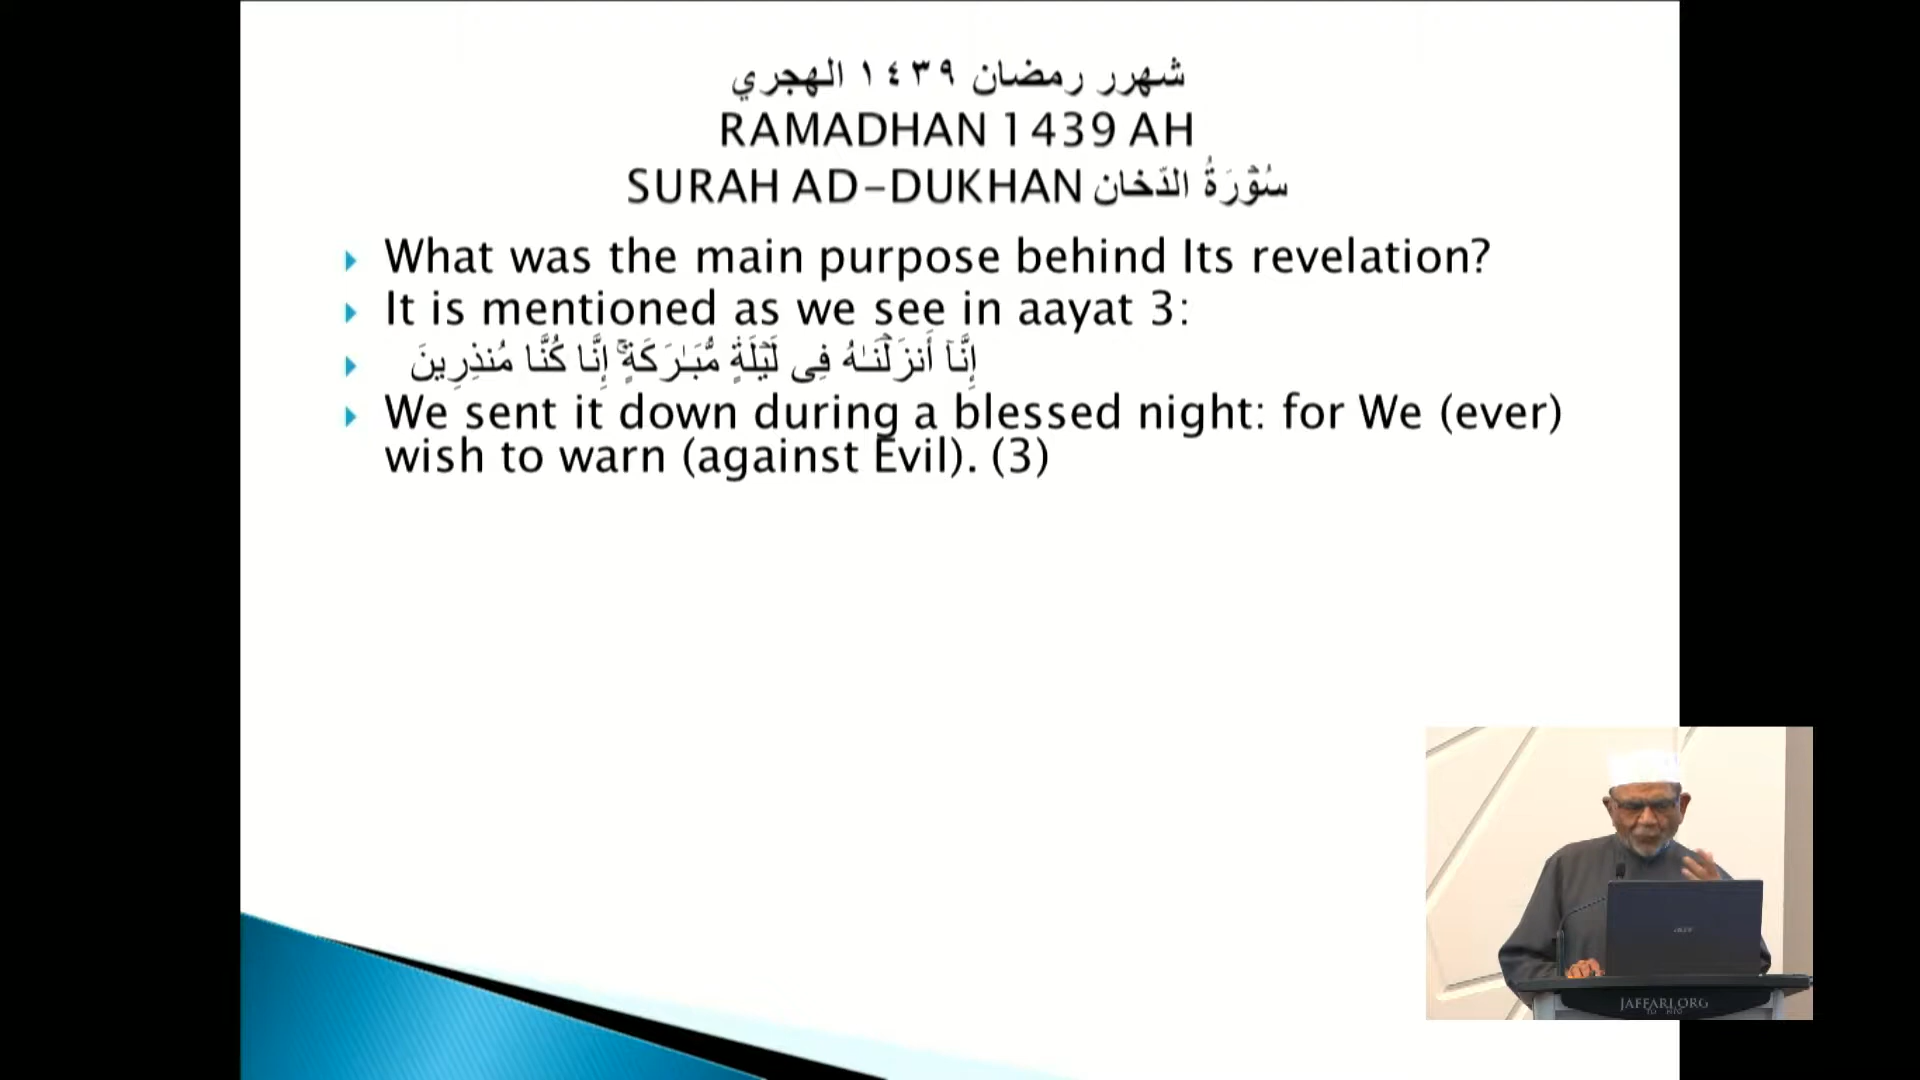 شهرر رمضان ١٤٣٩ الهجري
RAMADHAN 1439 AH
SURAH AD-DUKHAN سُوْرَةُ الدّخان
What was the main purpose behind Its revelation?
It is mentioned as we see in aayat 3:
إِنَّآ أَنزَلْنَـٰهُ فِى لَيْلَةٍ مُّبَـٰرَكَةٍ ۚ إِنَّا كُنَّا مُنذِرِينَ
We sent it down during a blessed night: for We (ever)
wish to warn (against Evil). (3)
acer
JAFFARI.ORG